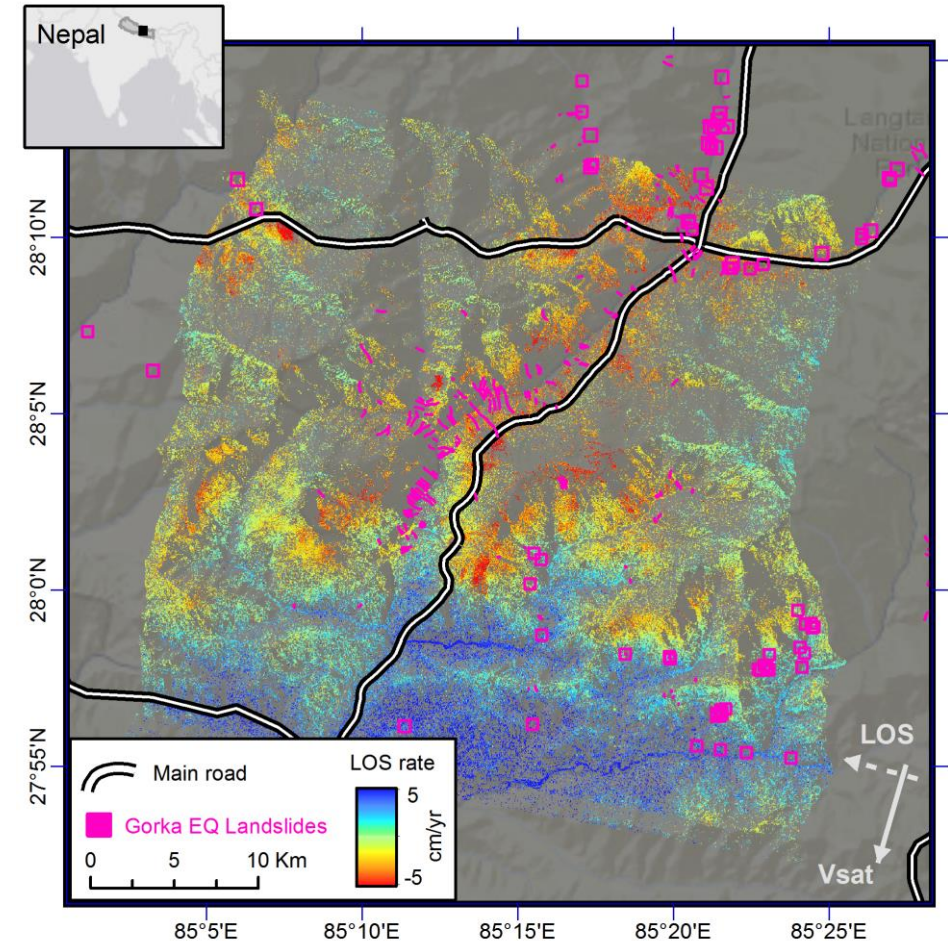 Nepal
Langta
Nation
28°10'N
28°5'N
28°0'N
27°55'N
LOS
Vsat
Main road
Gorka EQ Landslides
0 5 10 Km
LOS rate
5
-5
cm/yr
85°5'E 85°10'E 85°15'E 85°20'E 85°25'E